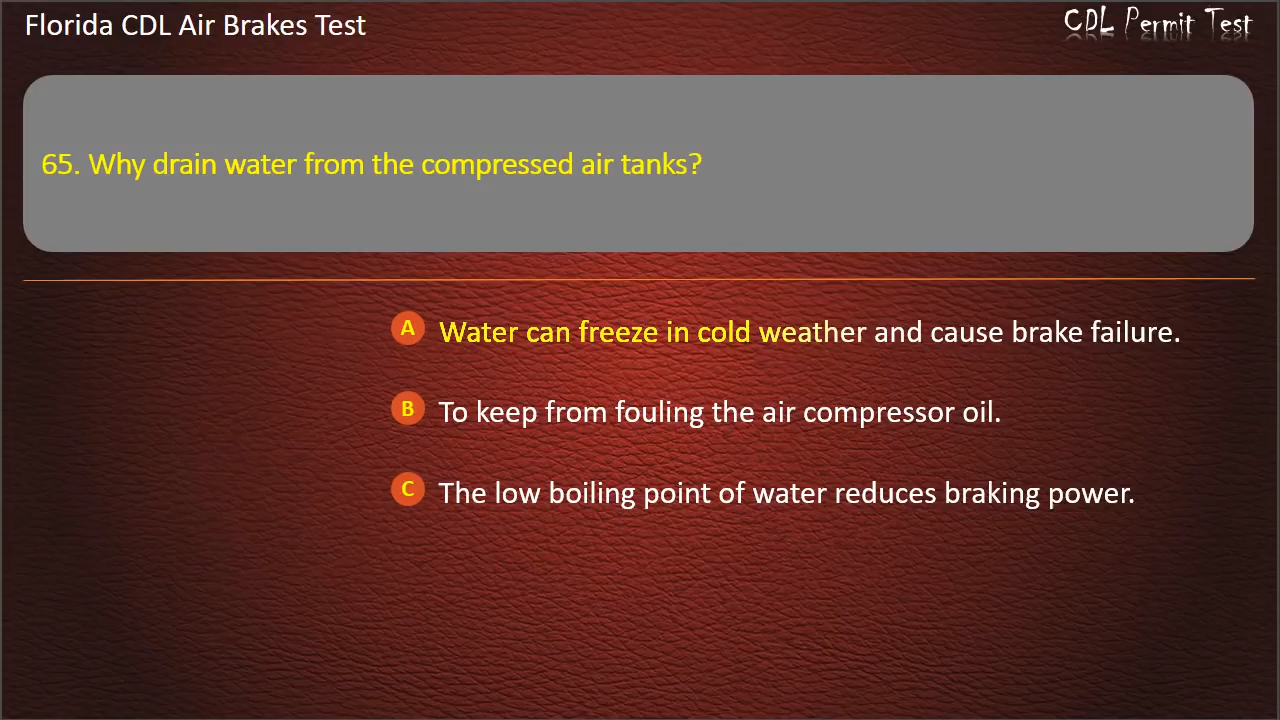 Florida CDL Air Brakes Test
CDL Permit Test
65. Why drain water from the compressed air tanks?
A Water can freeze in cold weather and cause brake failure.
B To keep from fouling the air compressor oil.
C The low boiling point of water reduces braking power.